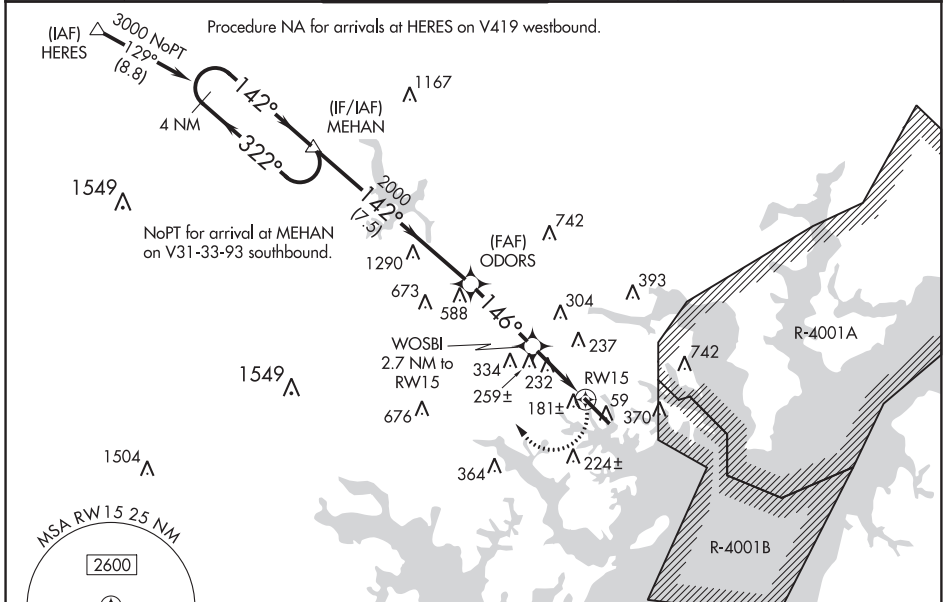 Procedure NA for arrivals at HERES on V419 westbound.
(IAF)
HERES
3000 NoPT
129°
(8.8)
142°
4 NM
322°
(IF/IAF)
MEHAN
1167
1549
NoPT for arrival at MEHAN
on V31-33-93 southbound.
2000
142°
(7.5)
742
(FAF)
ODORS
1290
673
588
146°
304
393
237
R-4001A
WOSBI
2.7 NM to
RW15
334
259±
232
RW15
742
1549
676
181±
59
370
1504
364
224±
MSA RW15 25 NM
2600
R-4001B